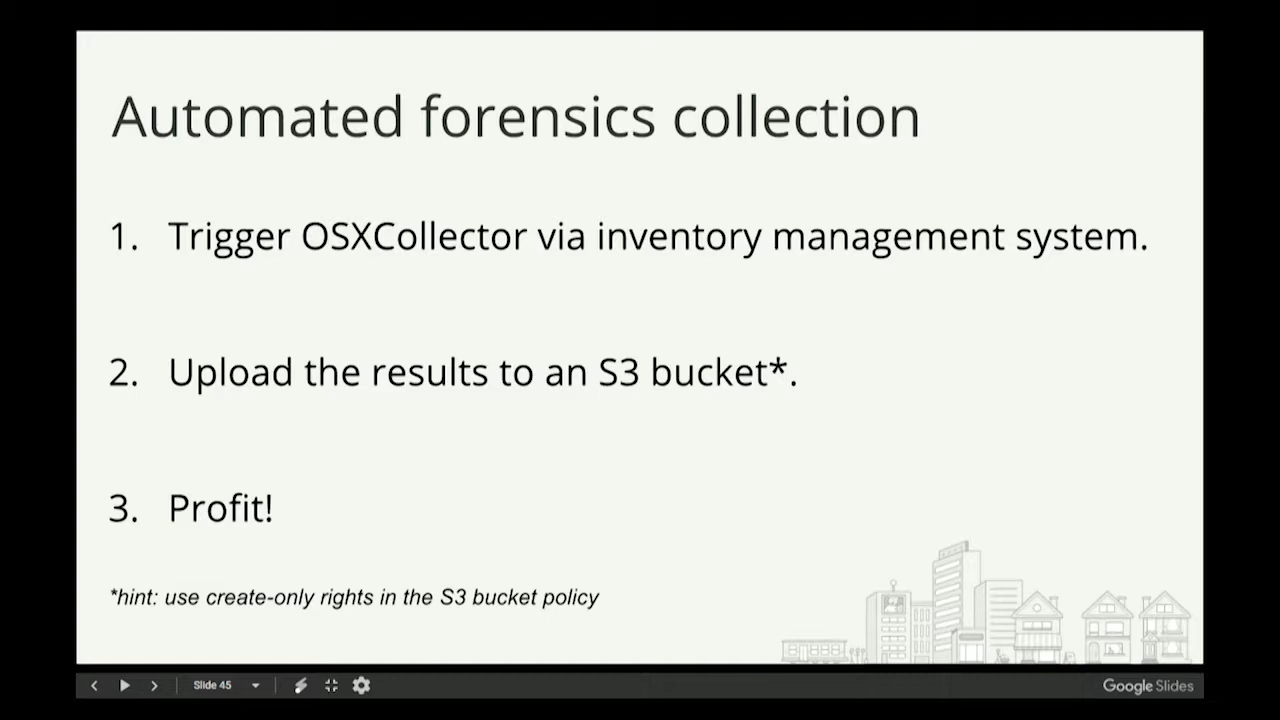 Automated forensics collection
1. Trigger OSXCollector via inventory management system.
2. Upload the results to an S3 bucket*.
3. Profit!
*hint: use create-only rights in the S3 bucket policy
Slide 45
Google Slides